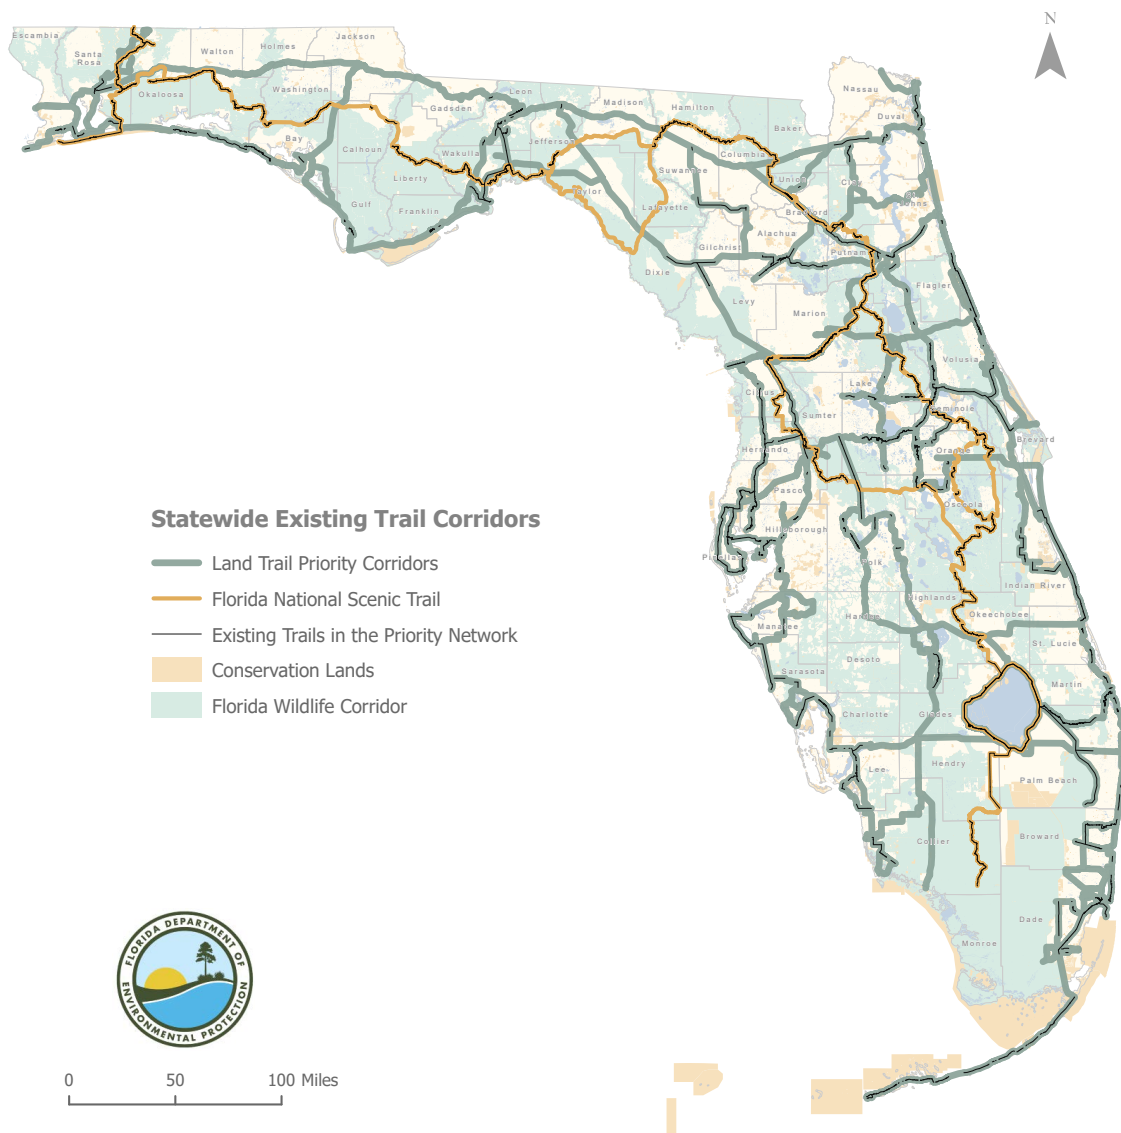 N
Escambia
Santa
Rosa
Okaloosa
Walton
Holmes
Jackson
Washington
Bay
Calhoun
Gulf
Liberty
Franklin
Gadsden
Leon
Wakulla
Jefferson
Madison
Taylor
Hamilton
Suwannee
Lafayette
Columbia
Baker
Nassau
Duval
Union
Clay
Bradford
Alachua
Gilchrist
Putnam
Dixie
Levy
Marion
Flagler
Volusia
Citrus
Lake
Sumter
Seminole
Hernando
Orange
Brevard
Pasco
Osceola
Hillsborough
Pinellas
Polk
Indian River
Highlands
Okeechobee
Manatee
Hardee
St. Lucie
Sarasota
Desoto
Martin
Charlotte
Glades
Lee
Hendry
Palm Beach
Collier
Broward
Dade
Monroe
Statewide Existing Trail Corridors
Land Trail Priority Corridors
Florida National Scenic Trail
Existing Trails in the Priority Network
Conservation Lands
Florida Wildlife Corridor
FLORIDA DEPARTMENT OF
ENVIRONMENTAL PROTECTION
0 50 100 Miles